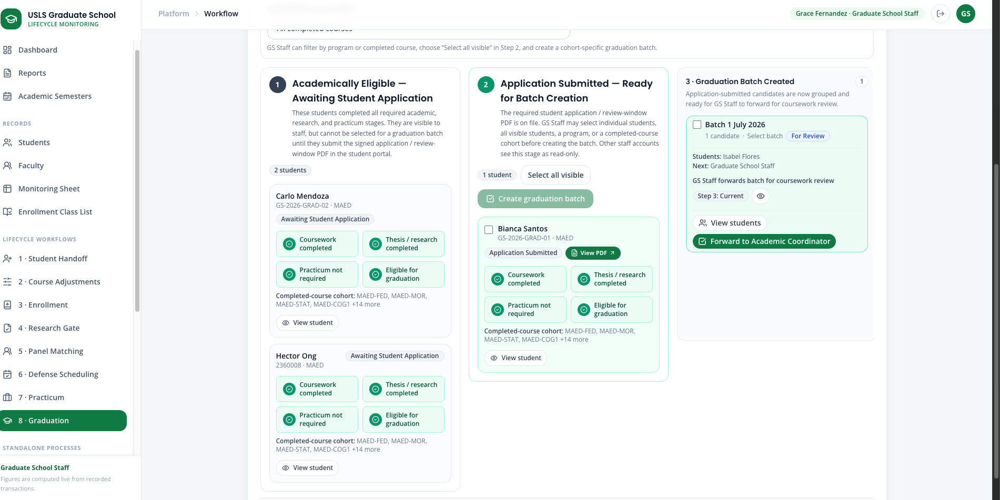 USLS Graduate School
LIFECYCLE MONITORING
Dashboard
Reports
Academic Semesters
RECORDS
Students
Faculty
Monitoring Sheet
Enrollment Class List
LIFECYCLE WORKFLOWS
1 · Student Handoff
2 · Course Adjustments
3 · Enrollment
4 · Research Gate
5 · Panel Matching
6 · Defense Scheduling
7 · Practicum
8 · Graduation
STANDALONE PROCESSES
Graduate School Staff
Figures are computed live from recorded
transactions.
Platform
Workflow
Grace Fernandez · Graduate School Staff
GS
All completed courses
GS Staff can filter by program or completed course, choose “Select all visible” in Step 2, and create a cohort-specific graduation batch.
1
Academically Eligible —
Awaiting Student Application
These students completed all required academic,
research, and practicum stages. They are visible to
staff, but cannot be selected for a graduation batch
until they submit the signed application / review-
window PDF in the student portal.
2 students
Carlo Mendoza
GS-2026-GRAD-02 · MAED
Awaiting Student Application
Coursework
completed
Thesis / research
completed
Practicum not
required
Eligible for
graduation
Completed-course cohort: MAED-FED, MAED-MOR,
MAED-STAT, MAED-COG1 +14 more
View student
Hector Ong
2360008 · MAED
Awaiting Student Application
Coursework
completed
Thesis / research
completed
Practicum not
required
Eligible for
graduation
Completed-course cohort: MAED-FED, MAED-MOR,
MAED-STAT, MAED-COG1 +14 more
View student
2
Application Submitted — Ready
for Batch Creation
The required student application / review-window
PDF is on file. GS Staff may select individual students,
all visible students, a program, or a completed-course
cohort before creating the batch. Other staff accounts
see this stage as read-only.
1 student
Select all visible
Create graduation batch
Bianca Santos
GS-2026-GRAD-01 · MAED
Application Submitted
View PDF
Coursework
completed
Thesis / research
completed
Practicum not
required
Eligible for
graduation
Completed-course cohort: MAED-FED, MAED-MOR,
MAED-STAT, MAED-COG1 +14 more
View student
3 · Graduation Batch Created
1
Application-submitted candidates are now grouped and
ready for GS Staff to forward for coursework review.
Batch 1 July 2026
1 candidate · Select batch
For Review
Students: Isabel Flores
Next: Graduate School Staff
GS Staff forwards batch for coursework review
Step 3: Current
View students
Forward to Academic Coordinator